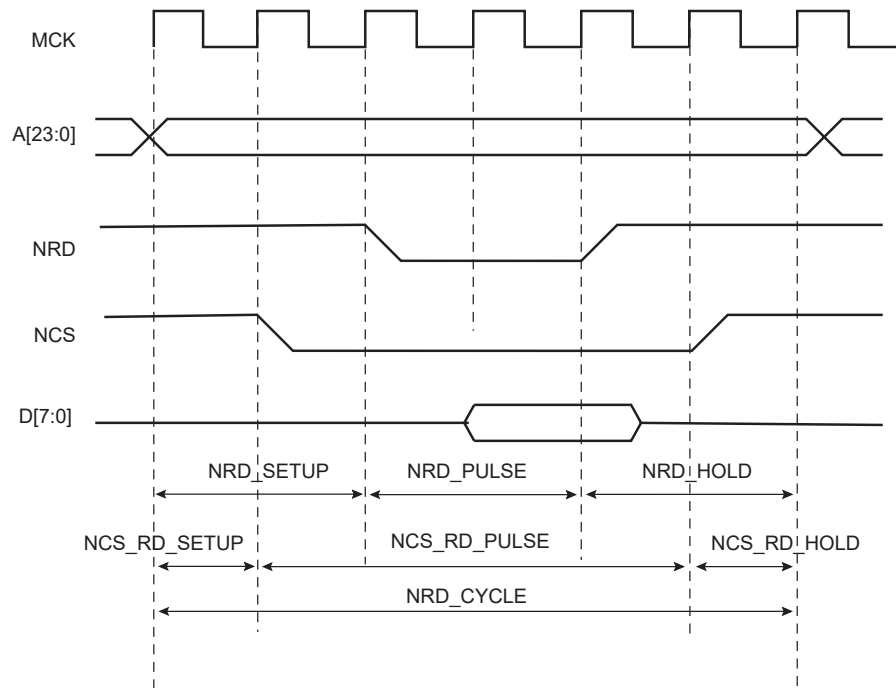 MCK
A[23:0]
NRD
NCS
D[7:0]
NRD_SETUP NRD_PULSE NRD_HOLD
NCS_RD_SETUP NCS_RD_PULSE NCS_RD_HOLD
NRD_CYCLE